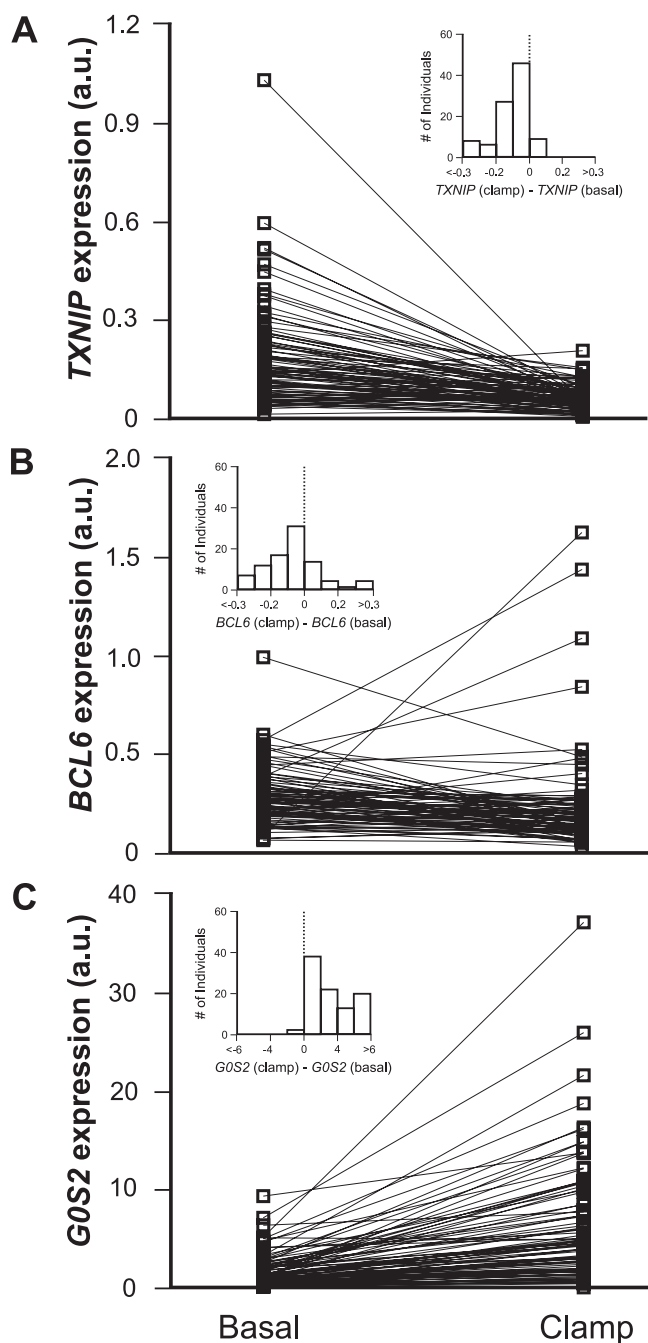 A
TXNIP expression (a.u.)
1.2
0.9
0.6
0.3
0
# of Individuals
60
40
20
0
<-0.3 -0.2 0 0.2 >0.3
TXNIP (clamp) - TXNIP (basal)
B
BCL6 expression (a.u.)
2.0
1.5
1.0
0.5
0
# of Individuals
60
40
20
0
<-0.3 -0.2 0 0.2 >0.3
BCL6 (clamp) - BCL6 (basal)
C
G0S2 expression (a.u.)
40
30
20
10
0
# of Individuals
60
40
20
0
<-6 -4 0 4 >6
G0S2 (clamp) - G0S2 (basal)
Basal Clamp